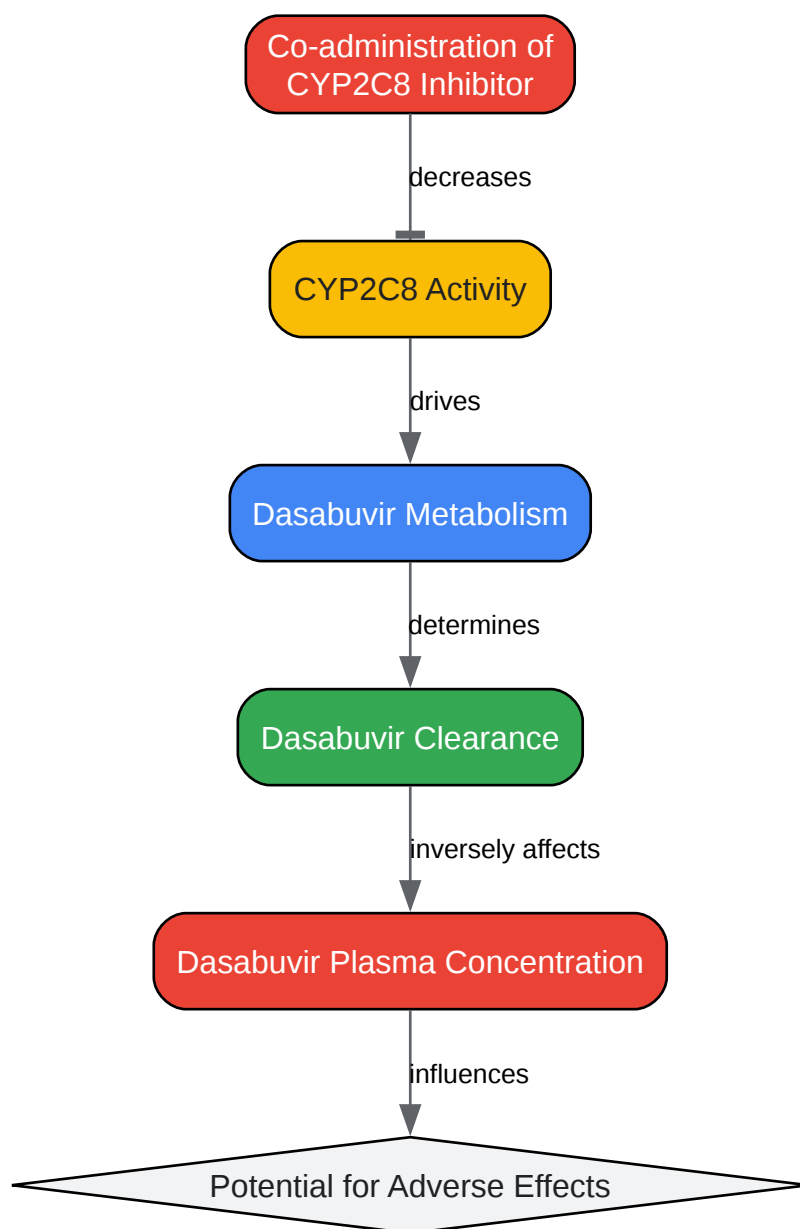 Co-administration of
CYP2C8 Inhibitor
decreases
CYP2C8 Activity
drives
Dasabuvir Metabolism
determines
Dasabuvir Clearance
inversely affects
Dasabuvir Plasma Concentration
influences
Potential for Adverse Effects